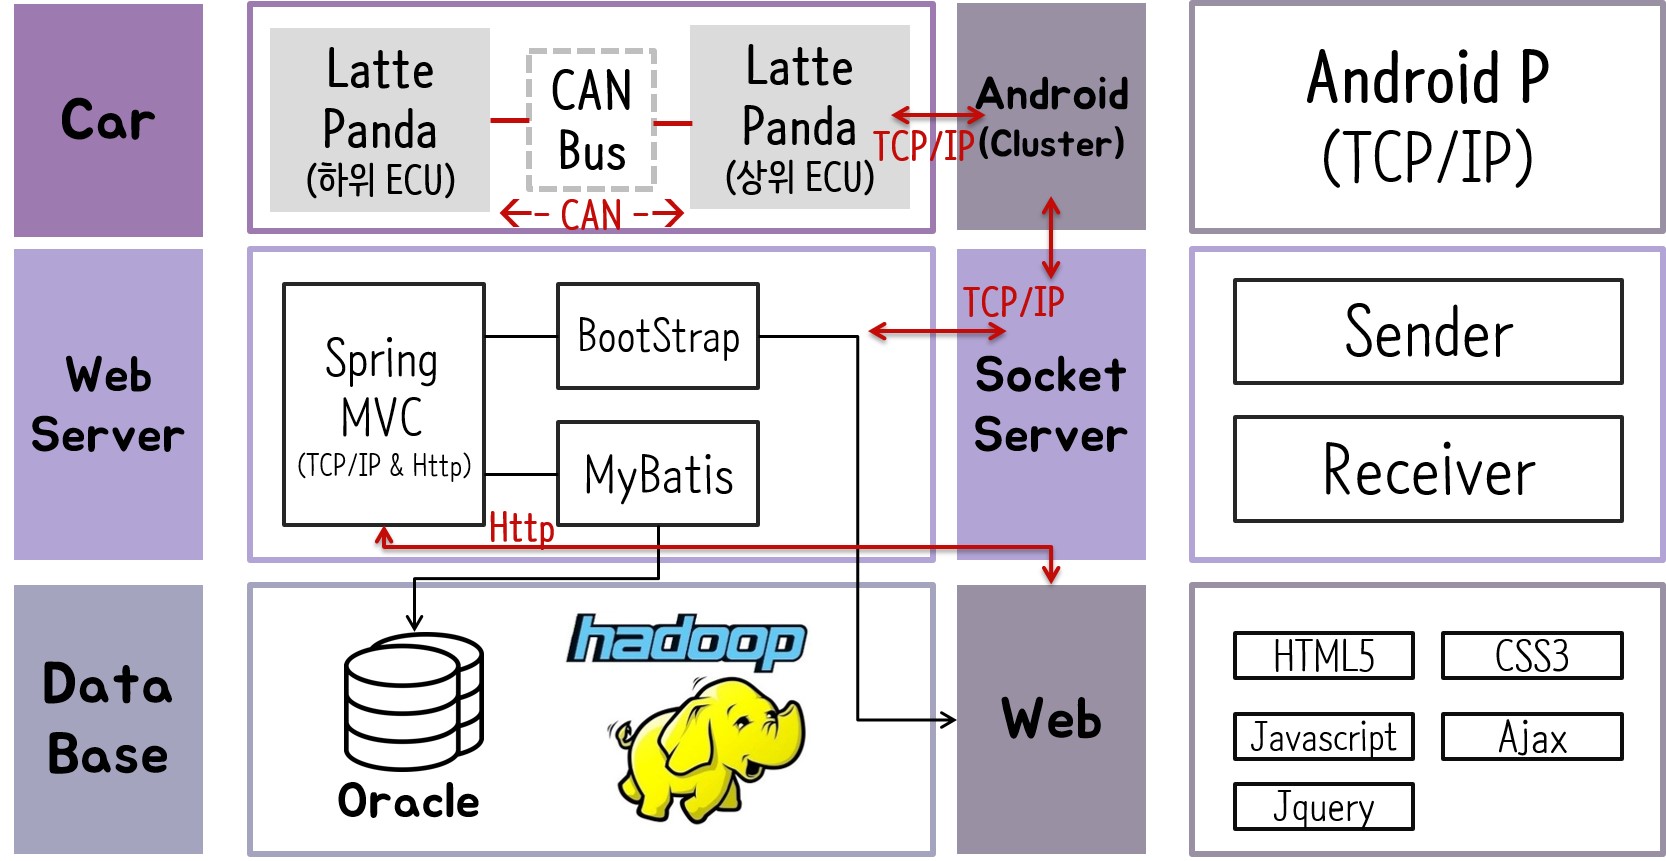 Car
Latte
Panda
(하위 ECU)
CAN
Bus
Latte
Panda
(상위 ECU)
CAN
TCP/IP
Android
(Cluster)
Android P
(TCP/IP)
Web
Server
Spring
MVC
(TCP/IP & Http)
BootStrap
MyBatis
Http
TCP/IP
Socket
Server
Sender
Receiver
Data
Base
Oracle
hadoop
Web
HTML5
CSS3
Javascript
Ajax
Jquery